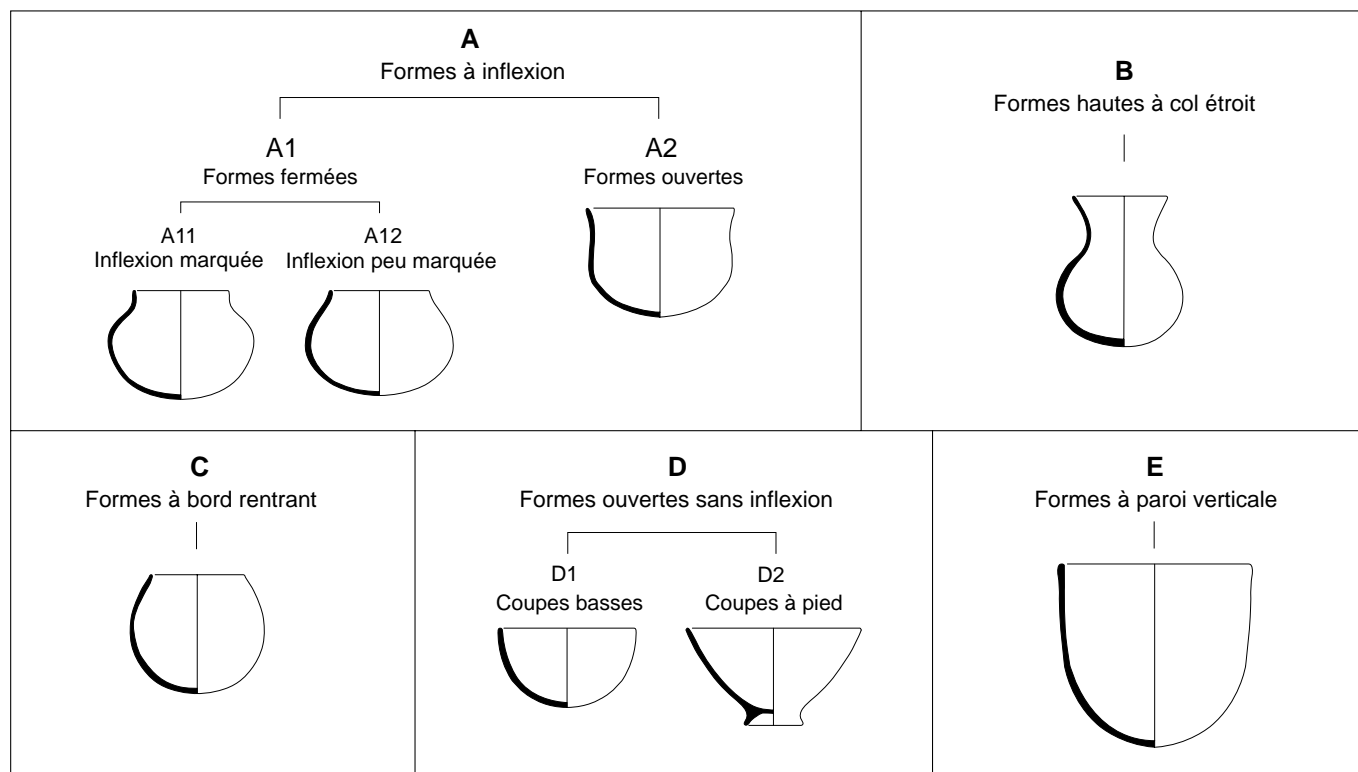 A
Formes à inflexion
A1
Formes fermées
A2
Formes ouvertes
A11
Inflexion marquée
A12
Inflexion peu marquée
B
Formes hautes à col étroit
C
Formes à bord rentrant
D
Formes ouvertes sans inflexion
D1
Coupes basses
D2
Coupes à pied
E
Formes à paroi verticale